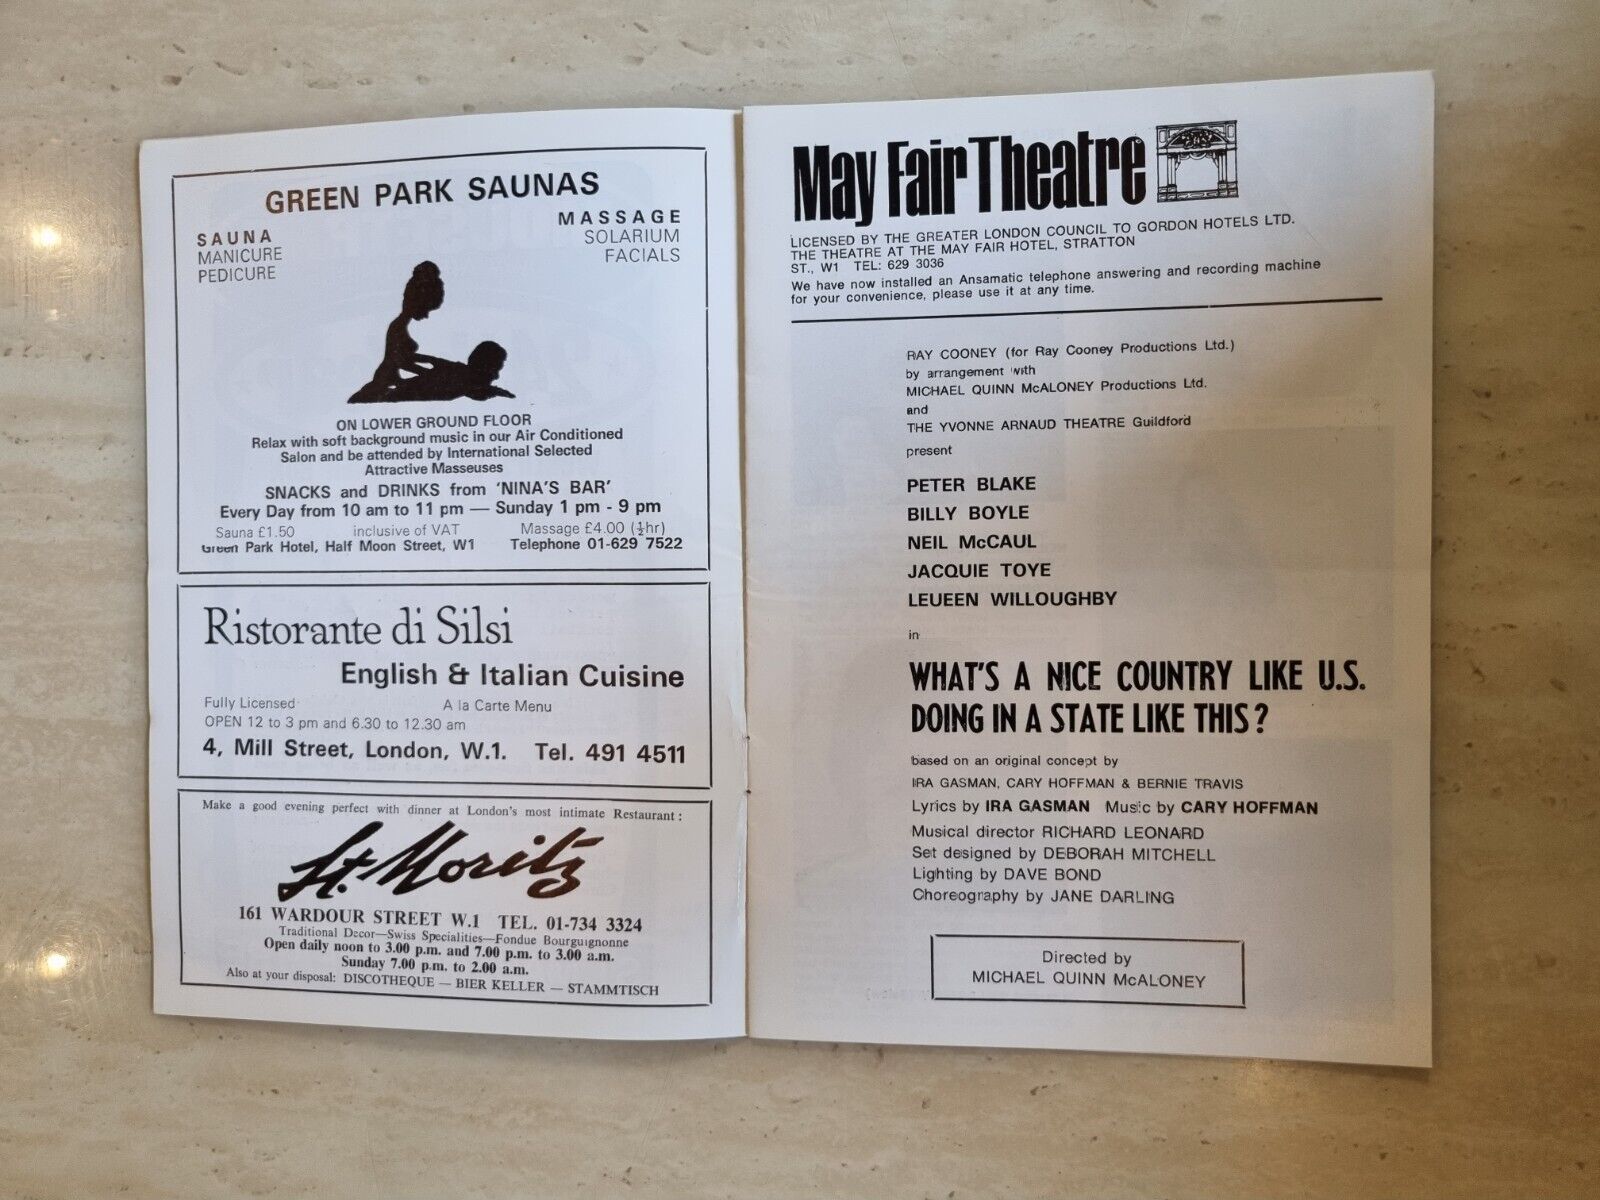 GREEN PARK SAUNAS
SAUNA
MANICURE
PEDICURE
MASSAGE
SOLARIUM
FACIALS
ON LOWER GROUND FLOOR
Relax with soft background music in our Air Conditioned
Salon and be attended by International Selected
Attractive Masseuses
SNACKS and DRINKS from 'NINA'S BAR'
Every Day from 10 am to 11 pm — Sunday 1 pm - 9 pm
Sauna £1.50 inclusive of VAT Massage £4.00 (½hr)
Green Park Hotel, Half Moon Street, W1 Telephone 01-629 7522
Ristorante di Silsi
English & Italian Cuisine
Fully Licensed A la Carte Menu
OPEN 12 to 3 pm and 6.30 to 12.30 am
4, Mill Street, London, W.1. Tel. 491 4511
Make a good evening perfect with dinner at London's most intimate Restaurant:
St. Moritz
161 WARDOUR STREET W.1 TEL. 01-734 3324
Traditional Decor—Swiss Specialities—Fondue Bourguignonne
Open daily noon to 3.00 p.m. and 7.00 p.m. to 3.00 a.m.
Sunday 7.00 p.m. to 2.00 a.m.
Also at your disposal: DISCOTHEQUE — BIER KELLER — STAMMTISCH
May Fair Theatre
LICENSED BY THE GREATER LONDON COUNCIL TO GORDON HOTELS LTD.
THE THEATRE AT THE MAY FAIR HOTEL, STRATTON
ST., W1 TEL: 629 3036
We have now installed an Ansamatic telephone answering and recording machine
for your convenience, please use it at any time.
RAY COONEY (for Ray Cooney Productions Ltd.)
by arrangement with
MICHAEL QUINN McALONEY Productions Ltd.
and
THE YVONNE ARNAUD THEATRE Guildford
present
PETER BLAKE
BILLY BOYLE
NEIL McCAUL
JACQUIE TOYE
LEUEEN WILLOUGHBY
in
WHAT'S A NICE COUNTRY LIKE U.S.
DOING IN A STATE LIKE THIS?
based on an original concept by
IRA GASMAN, CARY HOFFMAN & BERNIE TRAVIS
Lyrics by IRA GASMAN Music by CARY HOFFMAN
Musical director RICHARD LEONARD
Set designed by DEBORAH MITCHELL
Lighting by DAVE BOND
Choreography by JANE DARLING
Directed by
MICHAEL QUINN McALONEY